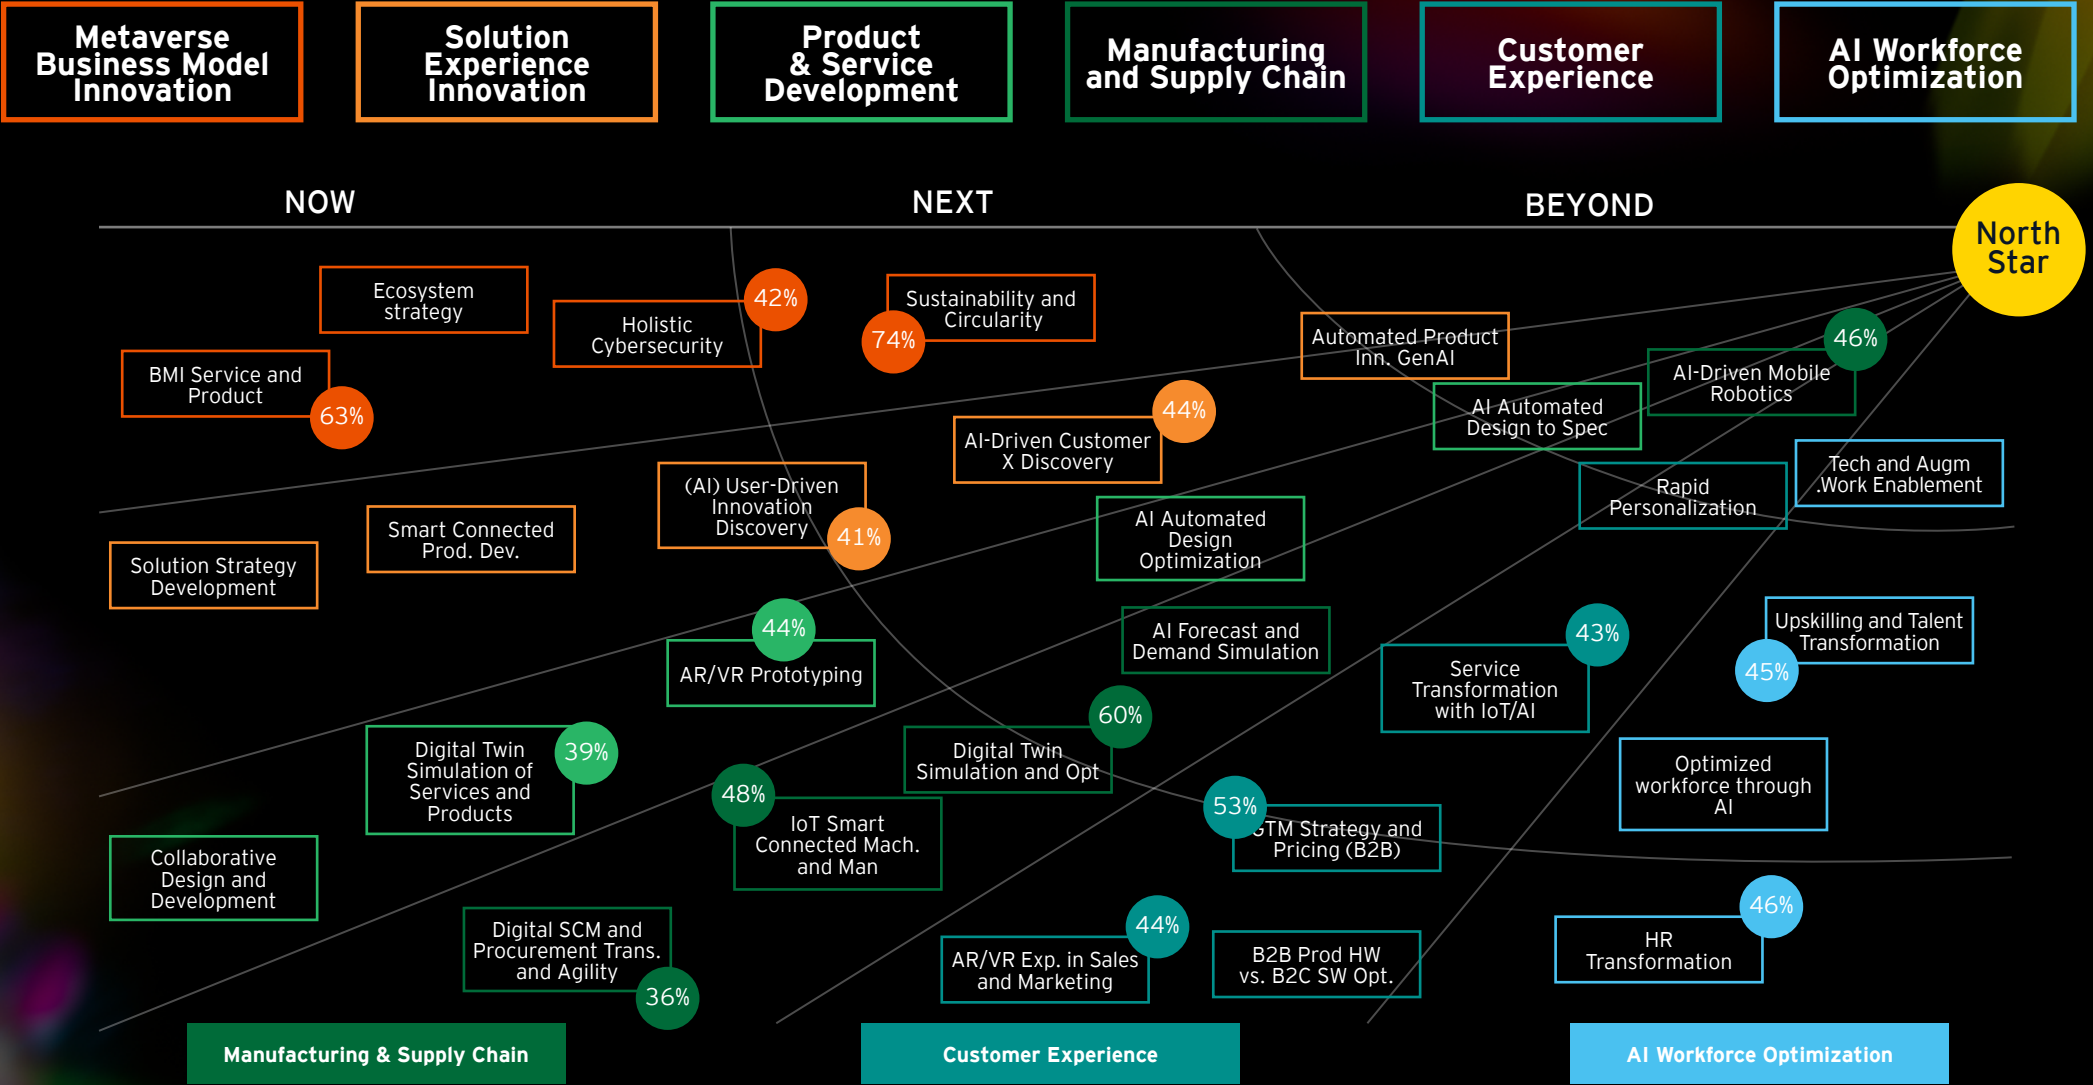 Metaverse
Business Model
Innovation
Solution
Experience
Innovation
Product
& Service
Development
Manufacturing
and Supply Chain
Customer
Experience
AI Workforce
Optimization
NOW
NEXT
BEYOND
North
Star
Ecosystem
strategy
Holistic
Cybersecurity
42%
Sustainability and
Circularity
74%
BMI Service and
Product
63%
Automated Product
Inn. GenAI
AI-Driven Mobile
Robotics
46%
AI Automated
Design to Spec
44%
AI-Driven Customer
X Discovery
Tech and Augm
.Work Enablement
(AI) User-Driven
Innovation
Discovery
41%
Rapid
Personalization
Smart Connected
Prod. Dev.
AI Automated
Design
Optimization
Solution Strategy
Development
44%
AR/VR Prototyping
AI Forecast and
Demand Simulation
43%
Service
Transformation
with IoT/AI
Upskilling and Talent
Transformation
45%
Digital Twin
Simulation of
Services and
Products
39%
60%
Digital Twin
Simulation and Opt
Optimized
workforce through
AI
48%
IoT Smart
Connected Mach.
and Man
53%
GTM Strategy and
Pricing (B2B)
Collaborative
Design and
Development
Digital SCM and
Procurement Trans.
and Agility
36%
44%
AR/VR Exp. in Sales
and Marketing
B2B Prod HW
vs. B2C SW Opt.
46%
HR
Transformation
Manufacturing & Supply Chain
Customer Experience
AI Workforce Optimization